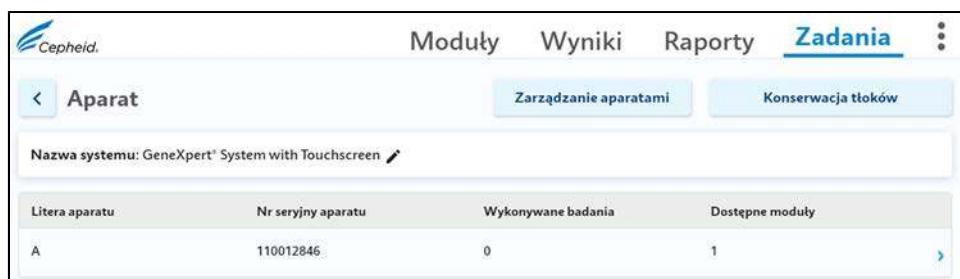 Cepheid.
Moduły Wyniki Raporty Zadania
Aparat Zarządzanie aparatami Konserwacja tłoków
Nazwa systemu: GeneXpert® System with Touchscreen
Litera aparatu Nr seryjny aparatu Wykonywane badania Dostępne moduły
A 110012846 0 1